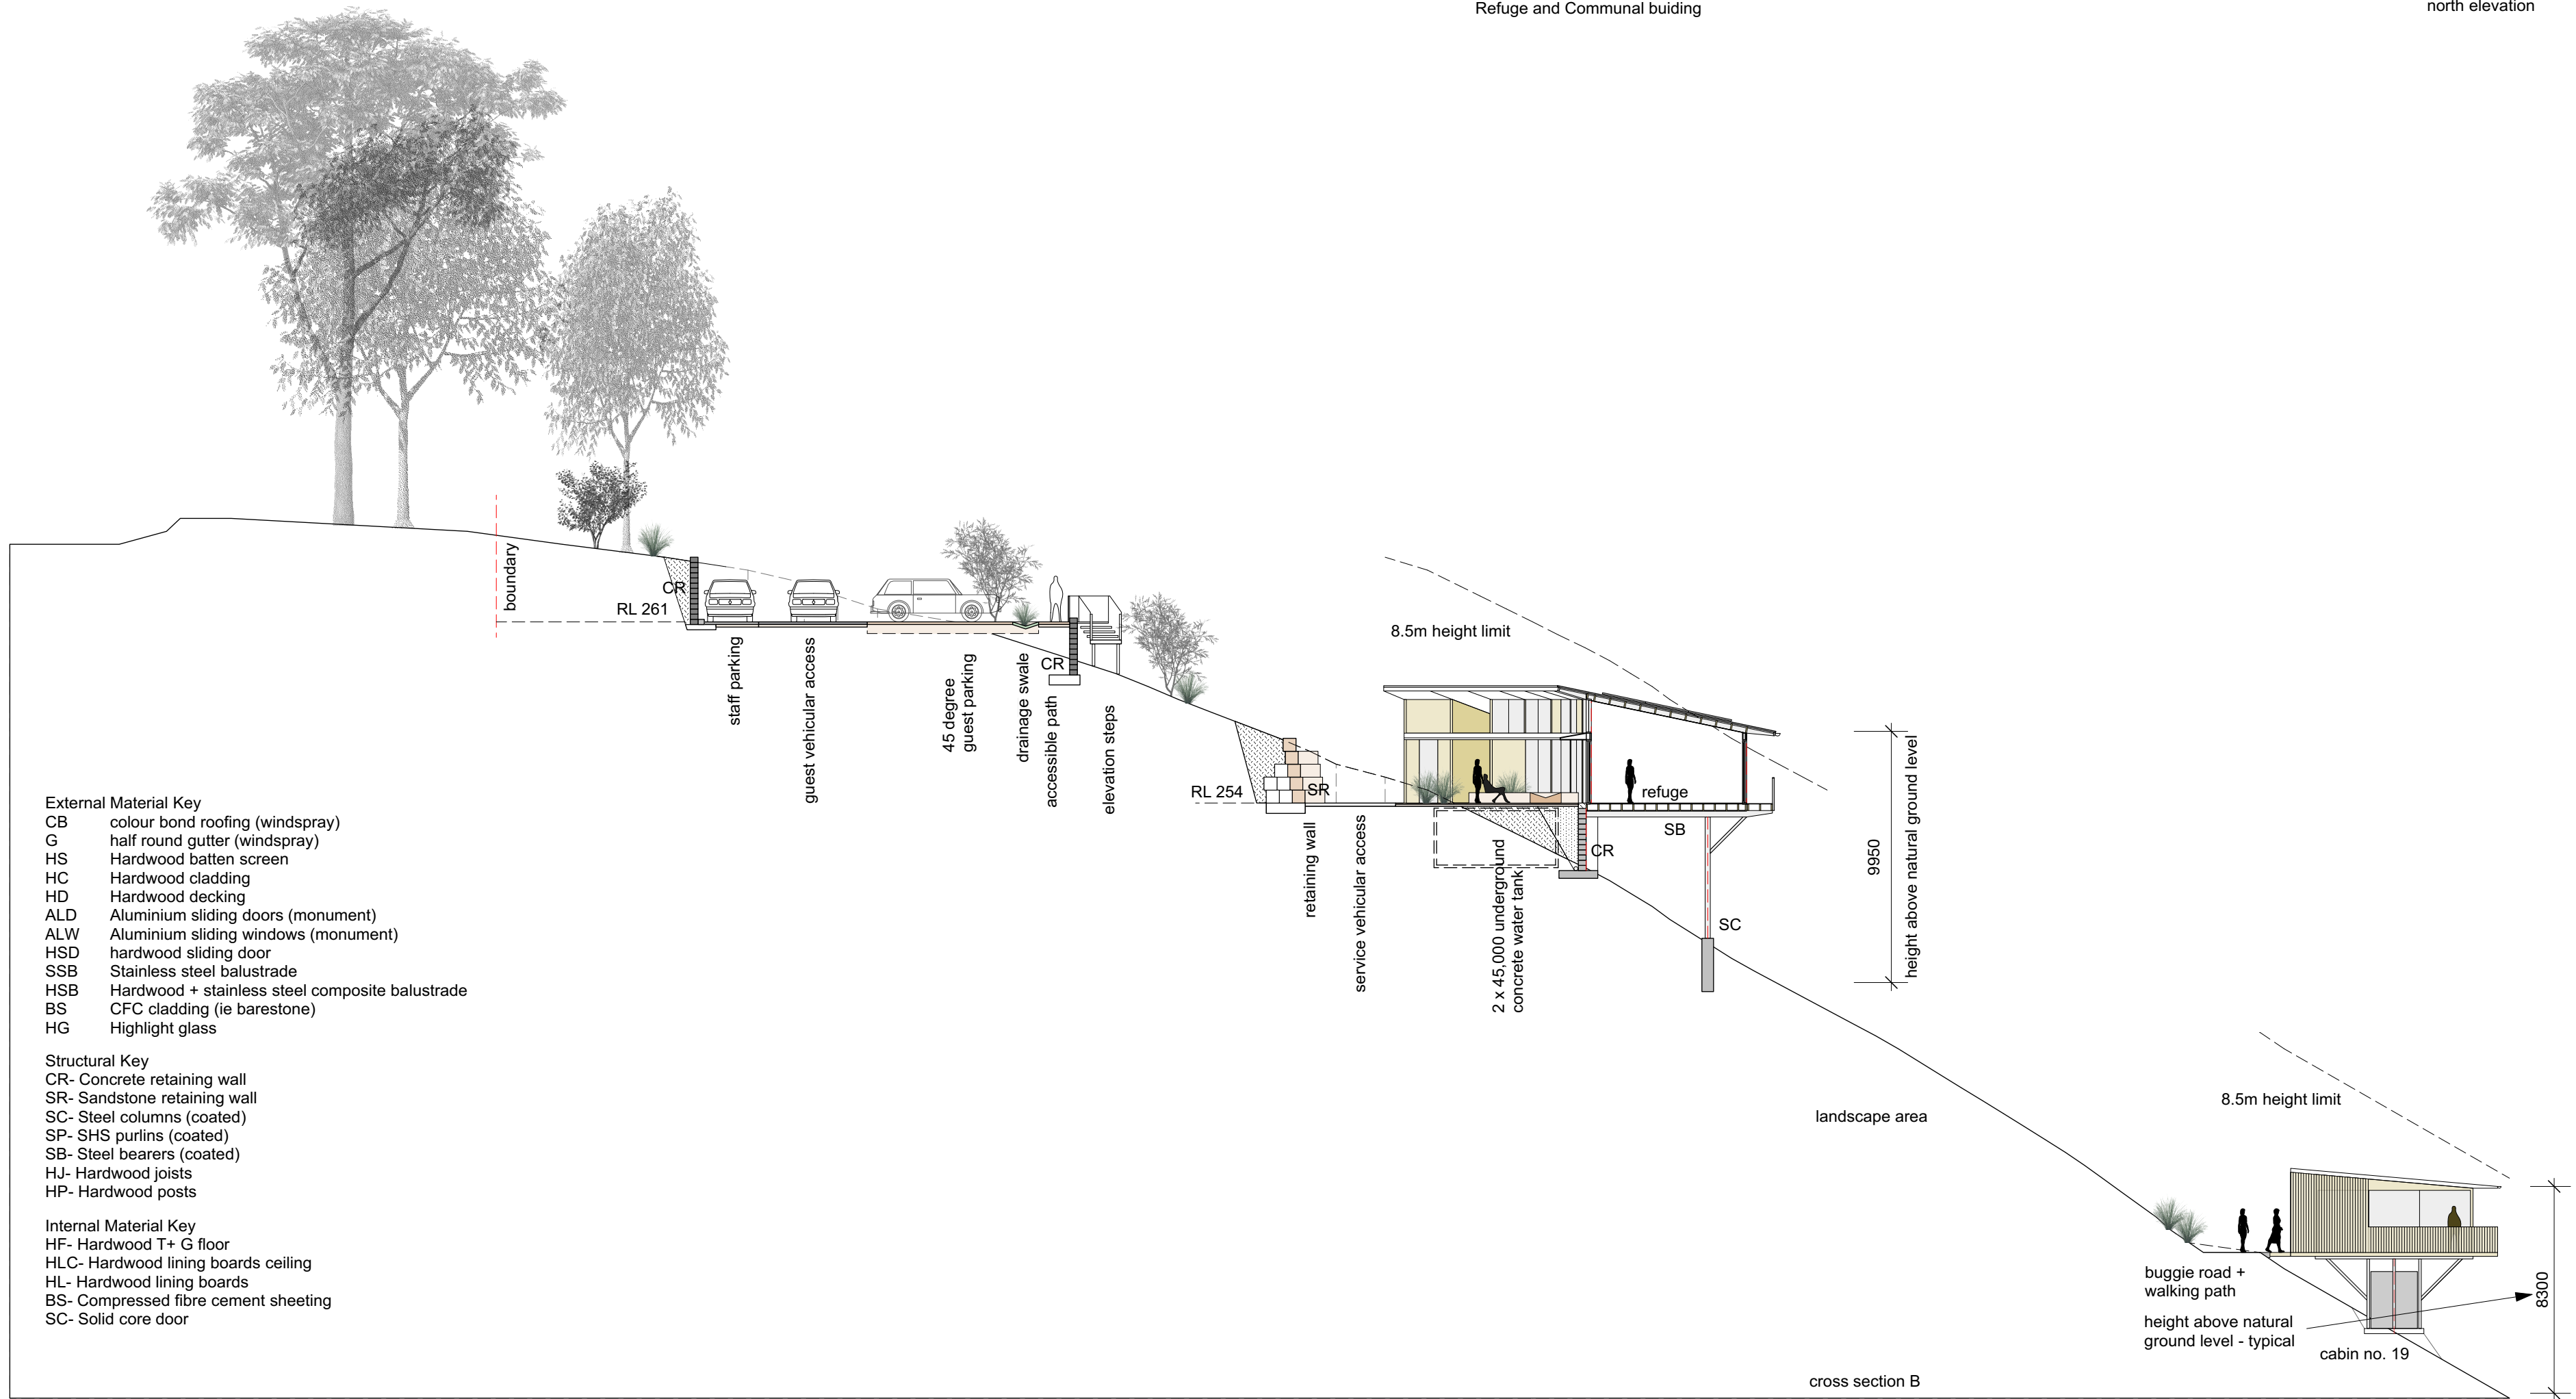 Refuge and Communal buiding
north elevation
boundary
CR
RL 261
staff parking
guest vehicular access
45 degree
guest parking
drainage swale
CR
accessible path
elevation steps
8.5m height limit
RL 254
SR
retaining wall
service vehicular access
2 x 45,000 underground
concrete water tank
CR
refuge
SB
SC
9950
height above natural ground level
External Material Key
CB colour bond roofing (windspray)
G half round gutter (windspray)
HS Hardwood batten screen
HC Hardwood cladding
HD Hardwood decking
ALD Aluminium sliding doors (monument)
ALW Aluminium sliding windows (monument)
HSD hardwood sliding door
SSB Stainless steel balustrade
HSB Hardwood + stainless steel composite balustrade
BS CFC cladding (ie barestone)
HG Highlight glass
Structural Key
CR- Concrete retaining wall
SR- Sandstone retaining wall
SC- Steel columns (coated)
SP- SHS purlins (coated)
SB- Steel bearers (coated)
HJ- Hardwood joists
HP- Hardwood posts
Internal Material Key
HF- Hardwood T+ G floor
HLC- Hardwood lining boards ceiling
HL- Hardwood lining boards
BS- Compressed fibre cement sheeting
SC- Solid core door
landscape area
8.5m height limit
buggie road +
walking path
height above natural
ground level - typical
8300
cabin no. 19
cross section B